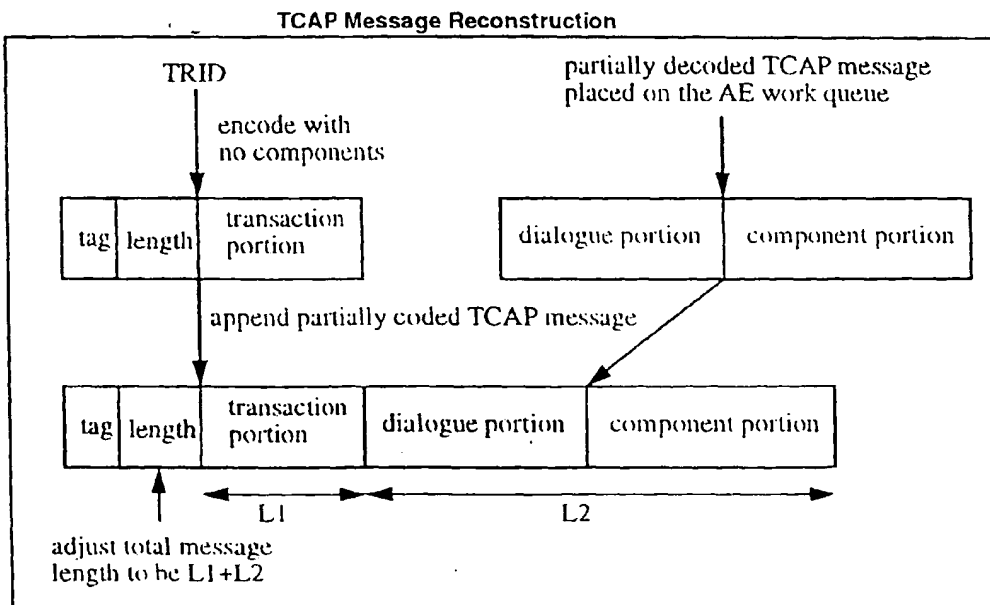 TCAP Message Reconstruction
TRID
partially decoded TCAP message
placed on the AE work queue
encode with
no components
tag
length
transaction
portion
dialogue portion
component portion
append partially coded TCAP message
tag
length
transaction
portion
dialogue portion
component portion
L1
L2
adjust total message
length to be L1+L2